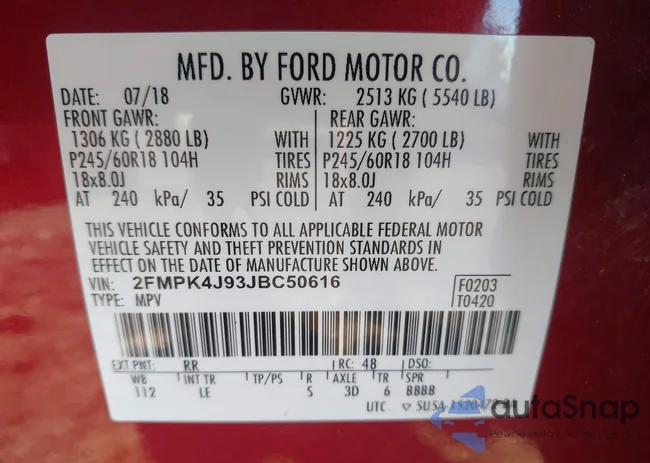 MFD. BY FORD MOTOR CO.
DATE: 07/18 GVWR: 2513 KG ( 5540 LB)
FRONT GAWR: REAR GAWR:
1306 KG ( 2880 LB) WITH 1225 KG ( 2700 LB) WITH
P245/60R18 104H TIRES P245/60R18 104H TIRES
18x8.0J RIMS 18x8.0J RIMS
AT 240 kPa/ 35 PSI COLD AT 240 kPa/ 35 PSI COLD
THIS VEHICLE CONFORMS TO ALL APPLICABLE FEDERAL MOTOR
VEHICLE SAFETY AND THEFT PREVENTION STANDARDS IN
EFFECT ON THE DATE OF MANUFACTURE SHOWN ABOVE.
VIN: 2FMPK4J93JBC50616 F0203
TYPE: MPV T0420
EXT PNT: RR RC: 48 DSO:
WB INT TR TP/PS R AXLE TR SPR
112 LE S 3D 6 BBBB
UTC
autoSnap